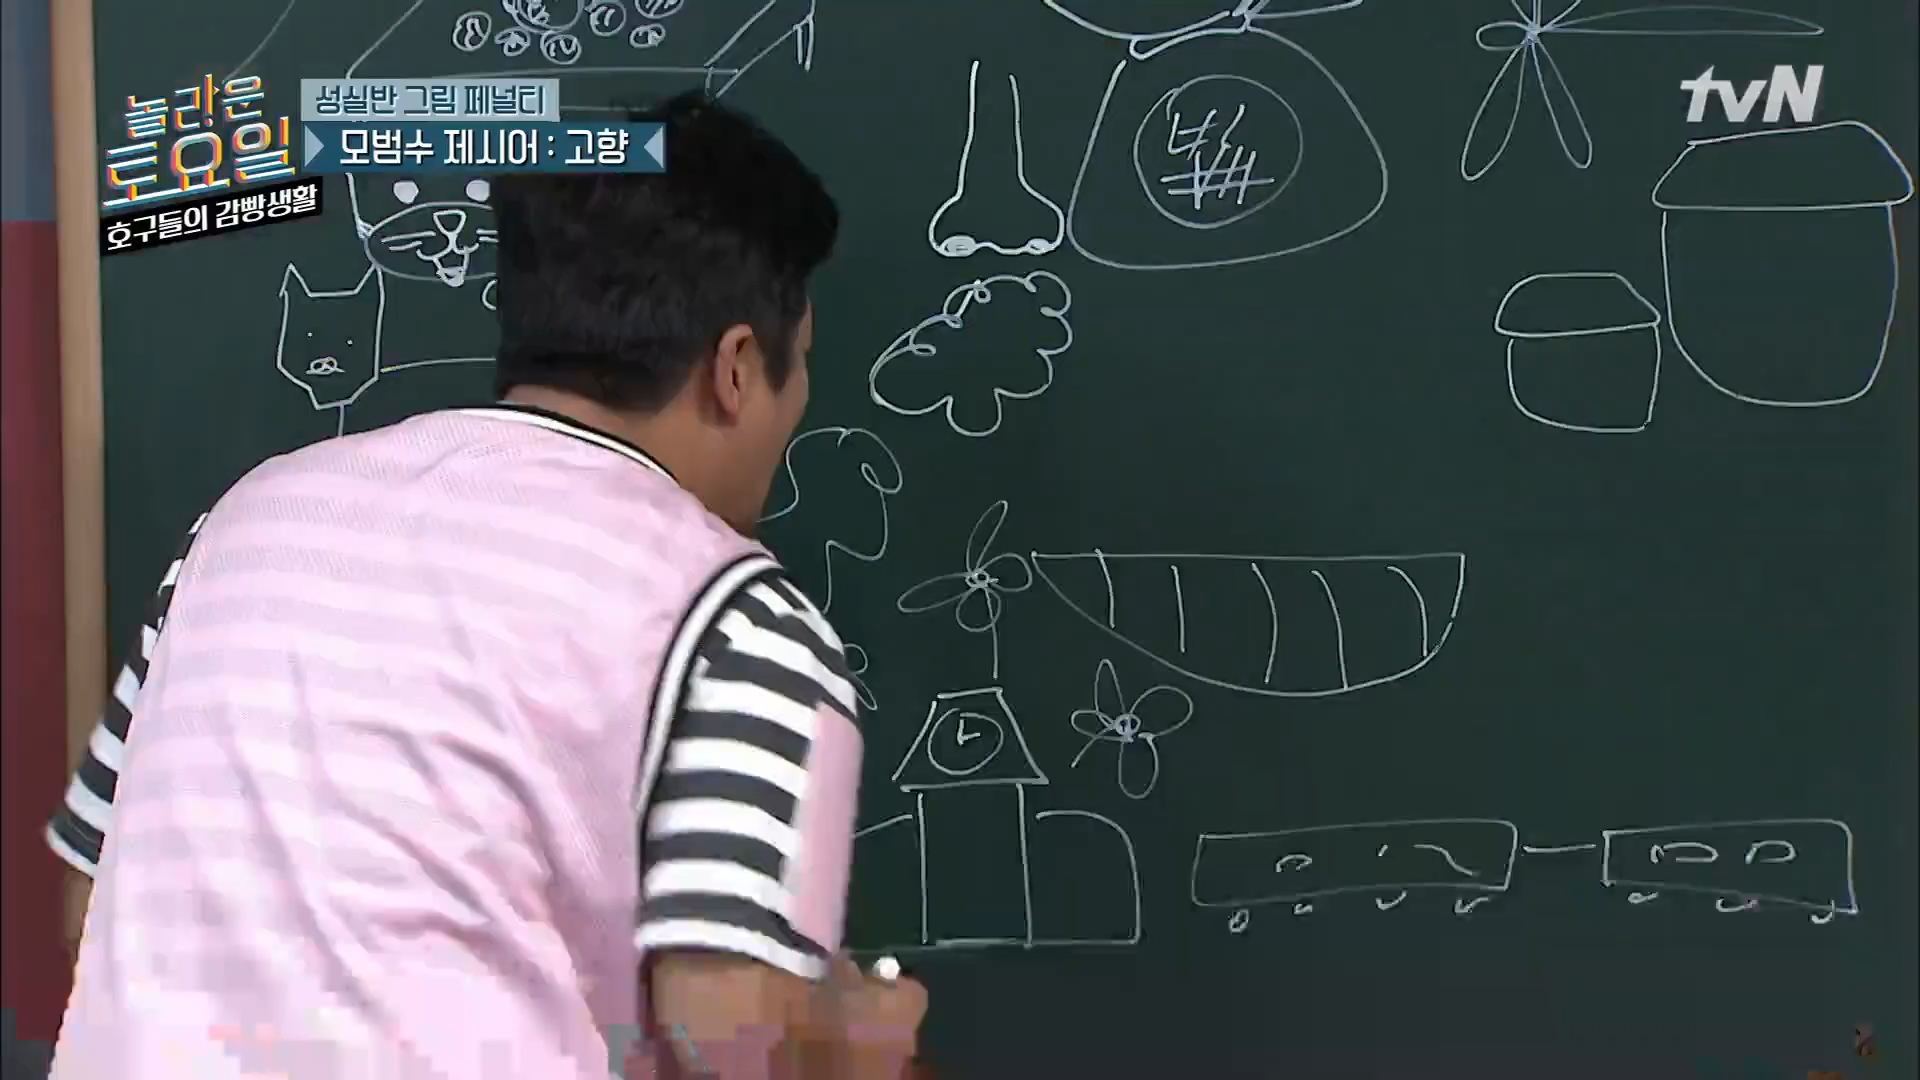 놀라운
토요일
호구들의 감빵생활
성실반 그림 페널티
모범수 제시어 : 고향
tvN